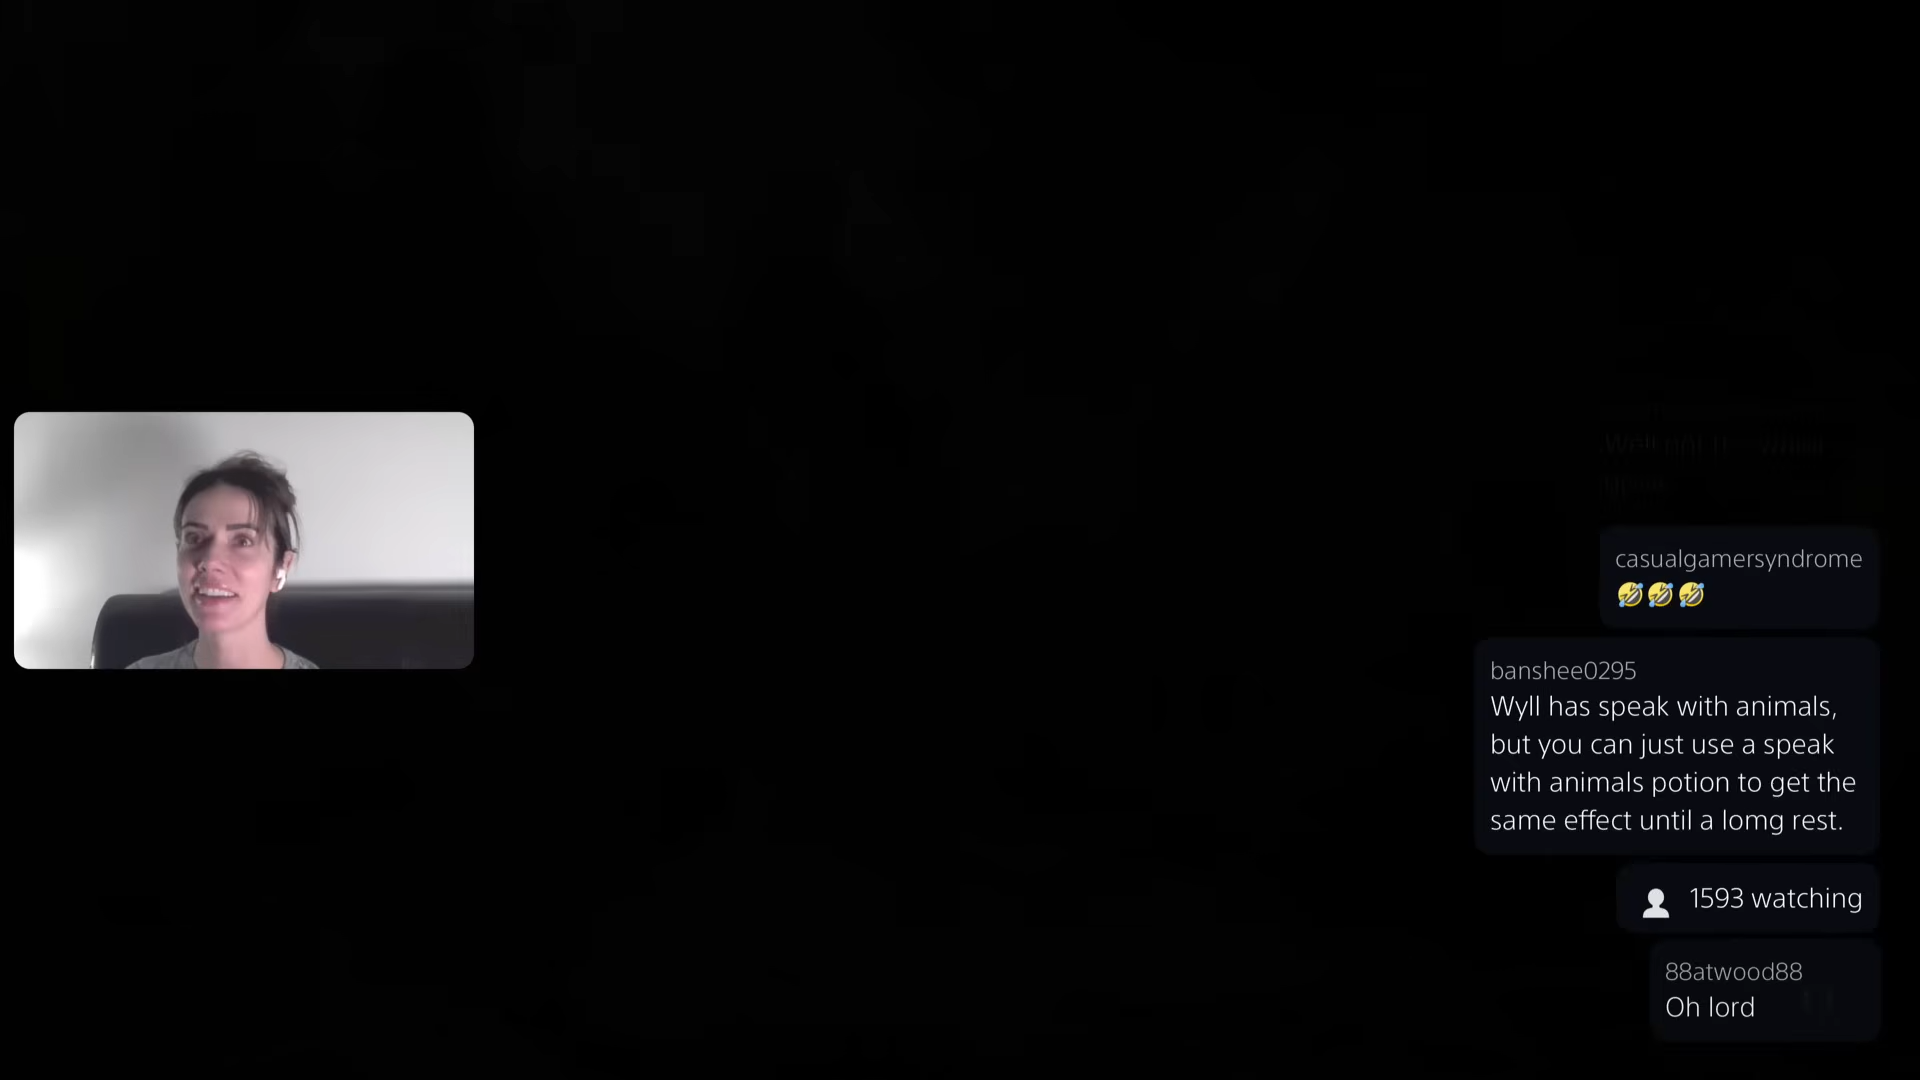 casualgamersyndrome
🤣🤣🤣
banshee0295
Wyll has speak with animals,
but you can just use a speak
with animals potion to get the
same effect until a lomg rest.
1593 watching
88atwood88
Oh lord